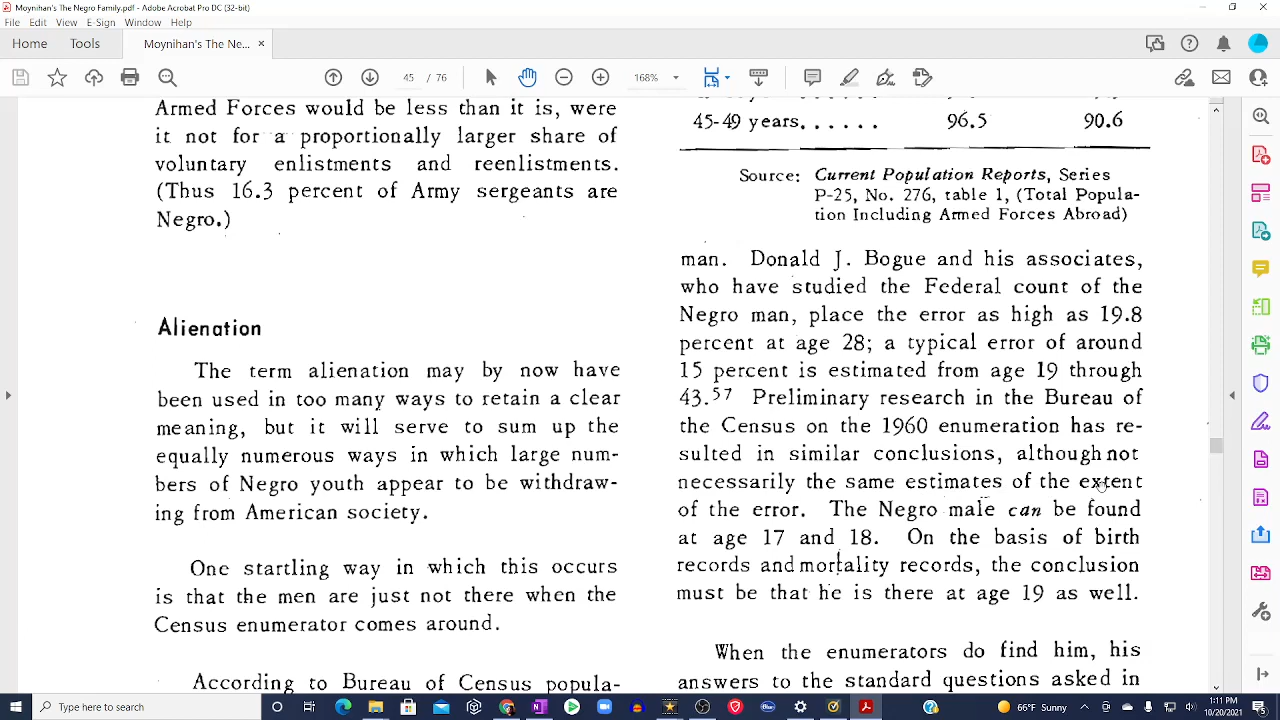 Moynihan's The Negro Family.pdf - Adobe Acrobat Pro DC (32-bit)
File Edit View E-Sign Window Help
Home Tools Moynihan's The Ne... ×
45 / 76 168%
Armed Forces would be less than it is, were
it not for a proportionally larger share of
voluntary enlistments and reenlistments.
(Thus 16.3 percent of Army sergeants are
Negro.)
Alienation
The term alienation may by now have
been used in too many ways to retain a clear
meaning, but it will serve to sum up the
equally numerous ways in which large num-
bers of Negro youth appear to be withdraw-
ing from American society.
One startling way in which this occurs
is that the men are just not there when the
Census enumerator comes around.
According to Bureau of Census popula-
45-49 years. . . . . . 96.5 90.6
Source: Current Population Reports, Series
P-25, No. 276, table 1, (Total Popula-
tion Including Armed Forces Abroad)
man. Donald J. Bogue and his associates,
who have studied the Federal count of the
Negro man, place the error as high as 19.8
percent at age 28; a typical error of around
15 percent is estimated from age 19 through
43.57 Preliminary research in the Bureau of
the Census on the 1960 enumeration has re-
sulted in similar conclusions, although not
necessarily the same estimates of the extent
of the error. The Negro male can be found
at age 17 and 18. On the basis of birth
records and mortality records, the conclusion
must be that he is there at age 19 as well.
When the enumerators do find him, his
answers to the standard questions asked in
Type here to search
66°F Sunny
1:11 PM
10/20/2021